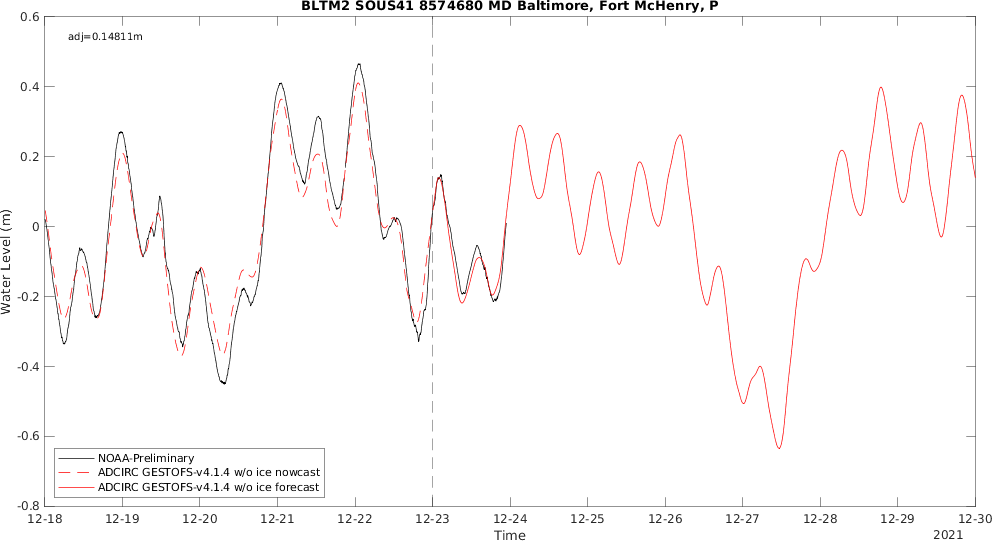 BLTM2 SOUS41 8574680 MD Baltimore, Fort McHenry, P
adj=0.14811m
0.6
0.4
0.2
0
-0.2
-0.4
-0.6
-0.8
Water Level (m)
NOAA-Preliminary
ADCIRC GESTOFS-v4.1.4 w/o ice nowcast
ADCIRC GESTOFS-v4.1.4 w/o ice forecast
12-18 12-19 12-20 12-21 12-22 12-23 12-24 12-25 12-26 12-27 12-28 12-29 12-30
Time
2021